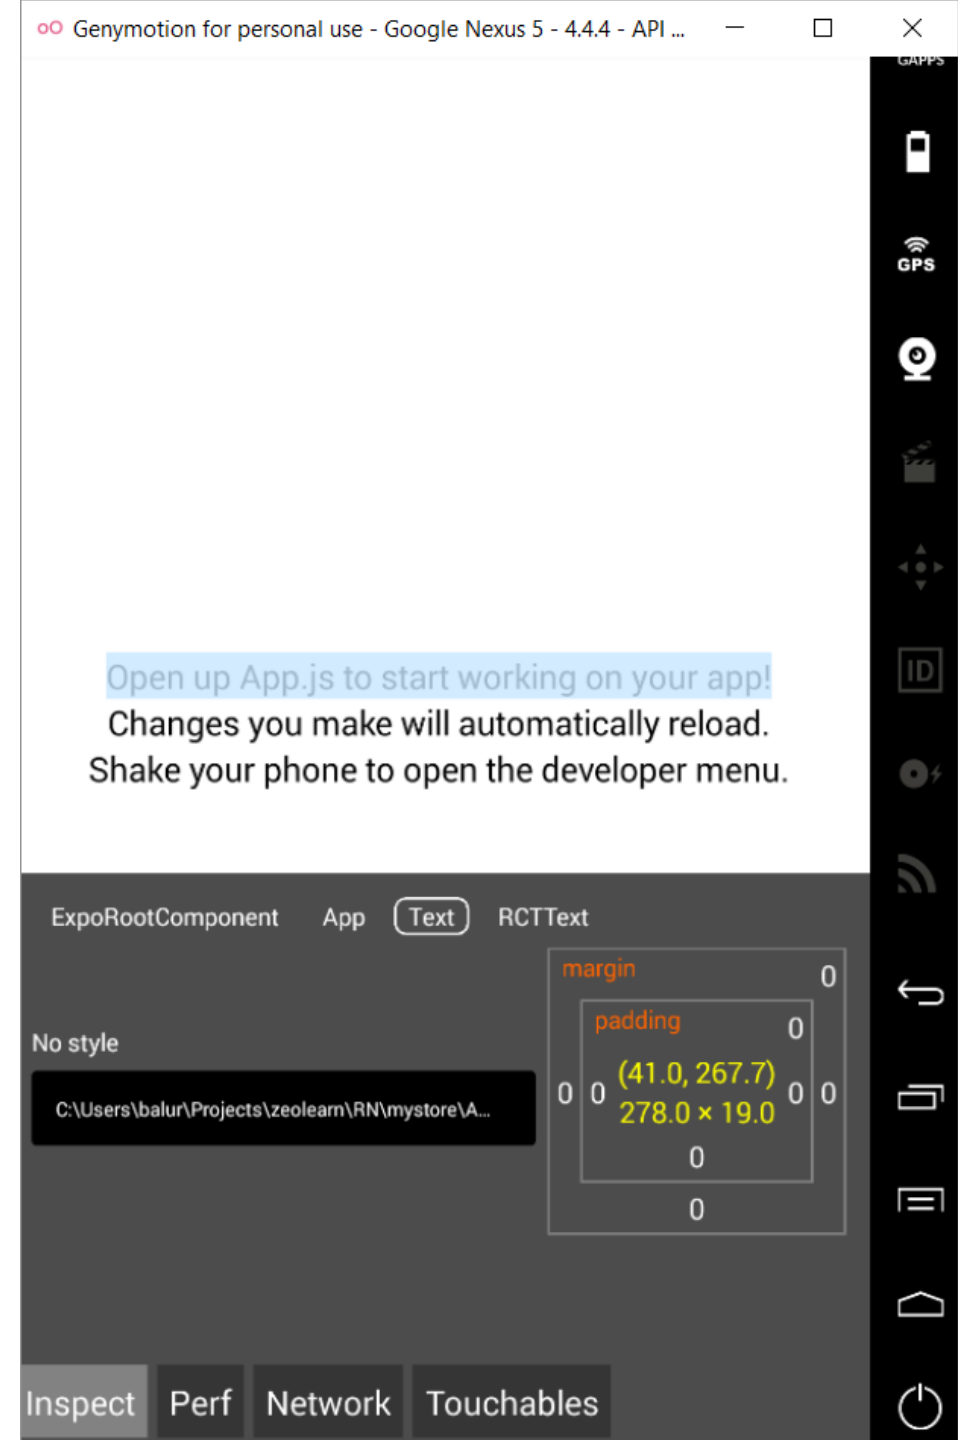 Genymotion for personal use - Google Nexus 5 - 4.4.4 - API ...
GAPPS
GPS
ID
Open up App.js to start working on your app!
Changes you make will automatically reload.
Shake your phone to open the developer menu.
ExpoRootComponent App Text RCTText
margin 0
padding 0
No style
(41.0, 267.7)
0 0 278.0 × 19.0 0 0
C:\Users\balur\Projects\zeolearn\RN\mystore\A...
0
0
Inspect Perf Network Touchables